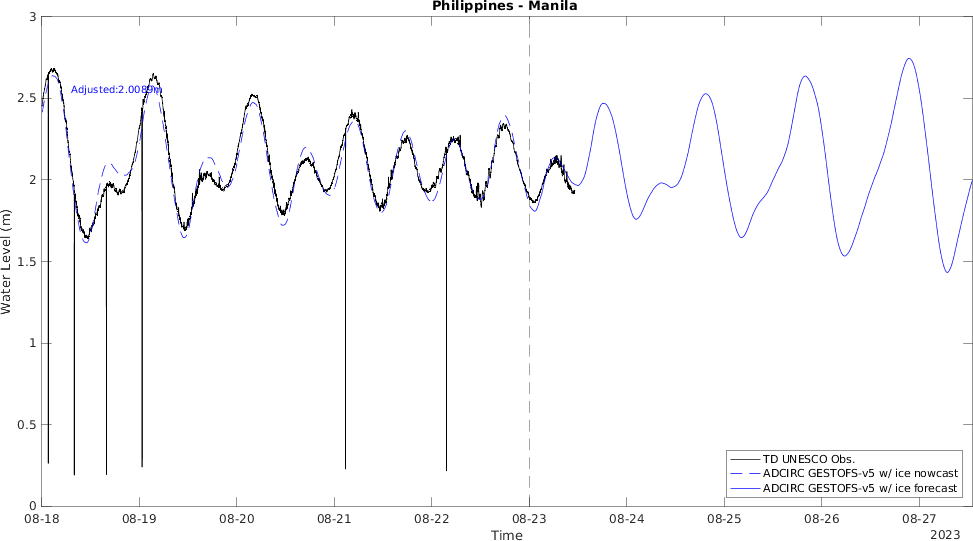 Philippines - Manila
Water Level (m)
3
2.5
2
1.5
1
0.5
0
Adjusted:2.0089m
TD UNESCO Obs.
ADCIRC GESTOFS-v5 w/ ice nowcast
ADCIRC GESTOFS-v5 w/ ice forecast
08-18 08-19 08-20 08-21 08-22 08-23 08-24 08-25 08-26 08-27
Time
2023